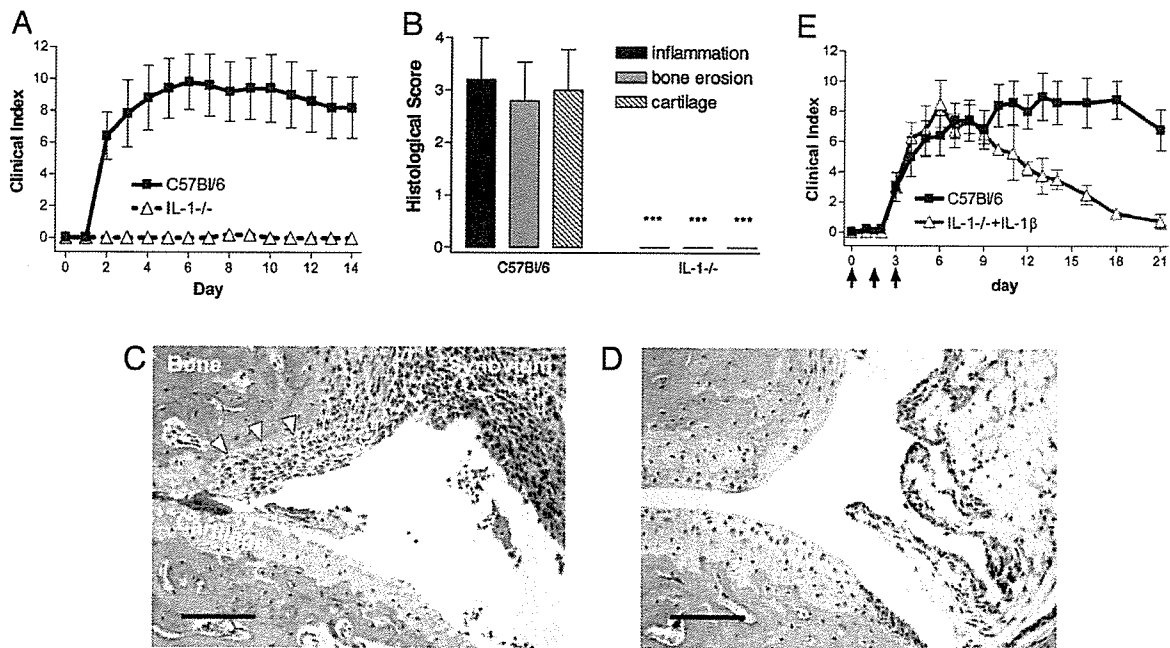 A
12
10
8
6
4
2
0
Clinical Index
C57Bl/6
IL-1-/-
0 2 4 6 8 10 12 14
Day
B
4
3
2
1
0
Histological Score
inflammation
bone erosion
cartilage
*** *** ***
C57Bl/6 IL-1-/-
E
12
10
8
6
4
2
0
Clinical Index
C57Bl/6
IL-1-/-+IL-1β
0 3 6 9 12 15 18 21
day
C
Bone
D